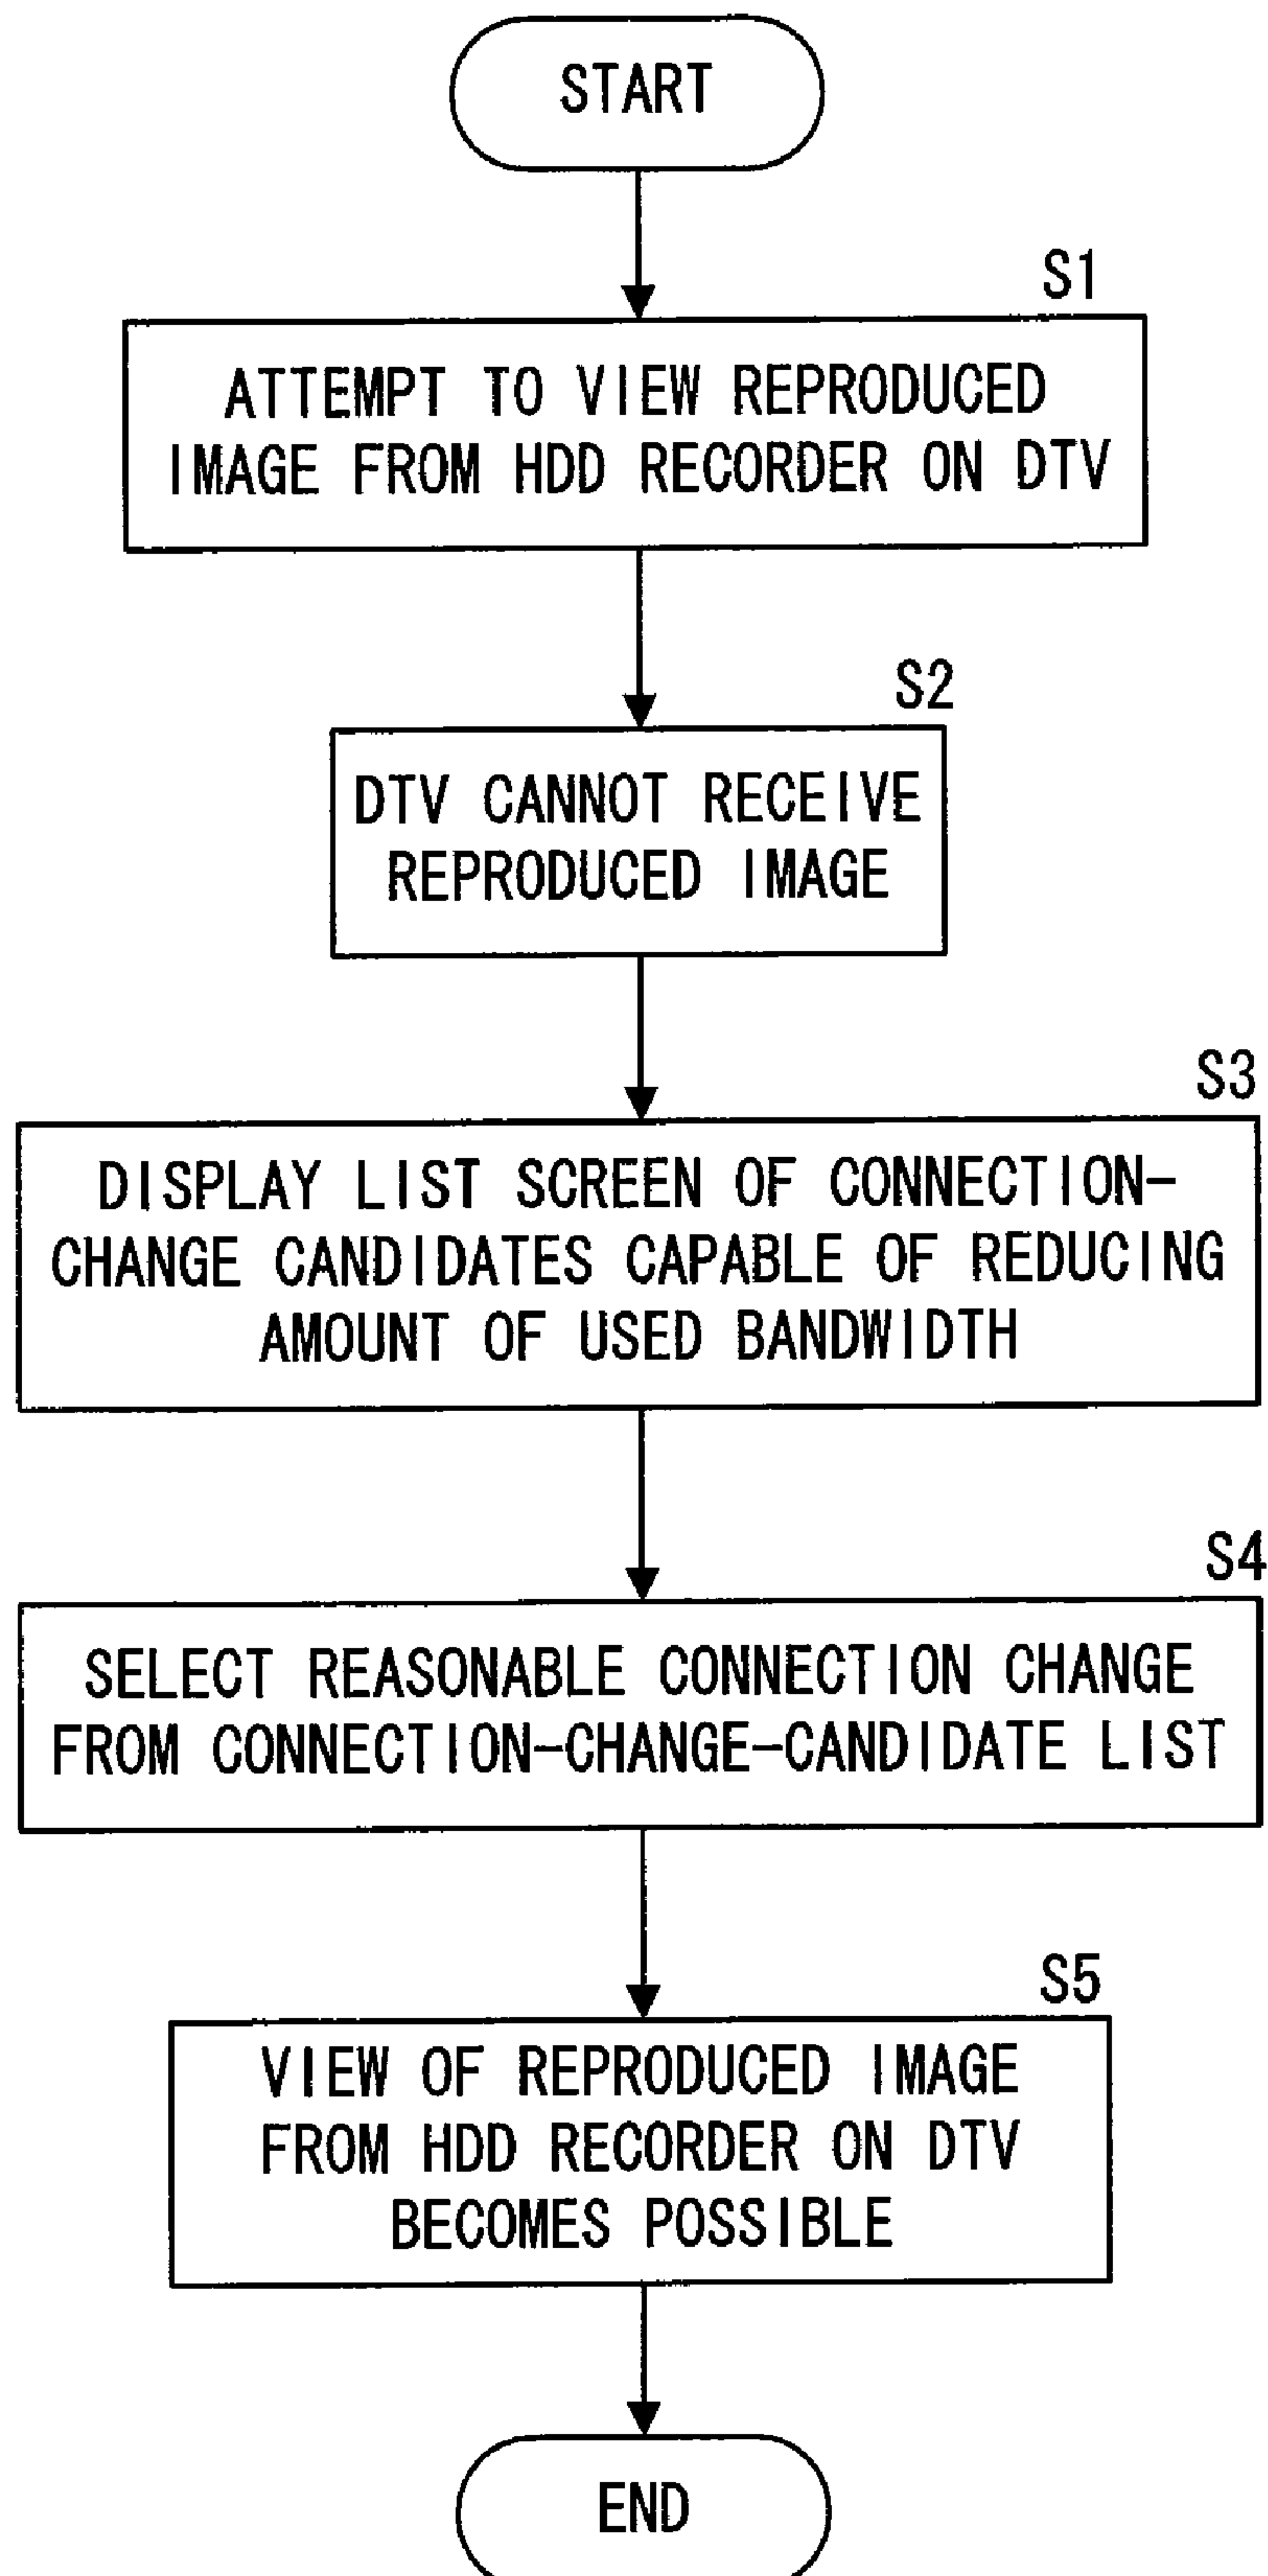 START
S1
ATTEMPT TO VIEW REPRODUCED
IMAGE FROM HDD RECORDER ON DTV
S2
DTV CANNOT RECEIVE
REPRODUCED IMAGE
S3
DISPLAY LIST SCREEN OF CONNECTION-
CHANGE CANDIDATES CAPABLE OF REDUCING
AMOUNT OF USED BANDWIDTH
S4
SELECT REASONABLE CONNECTION CHANGE
FROM CONNECTION-CHANGE-CANDIDATE LIST
S5
VIEW OF REPRODUCED IMAGE
FROM HDD RECORDER ON DTV
BECOMES POSSIBLE
END